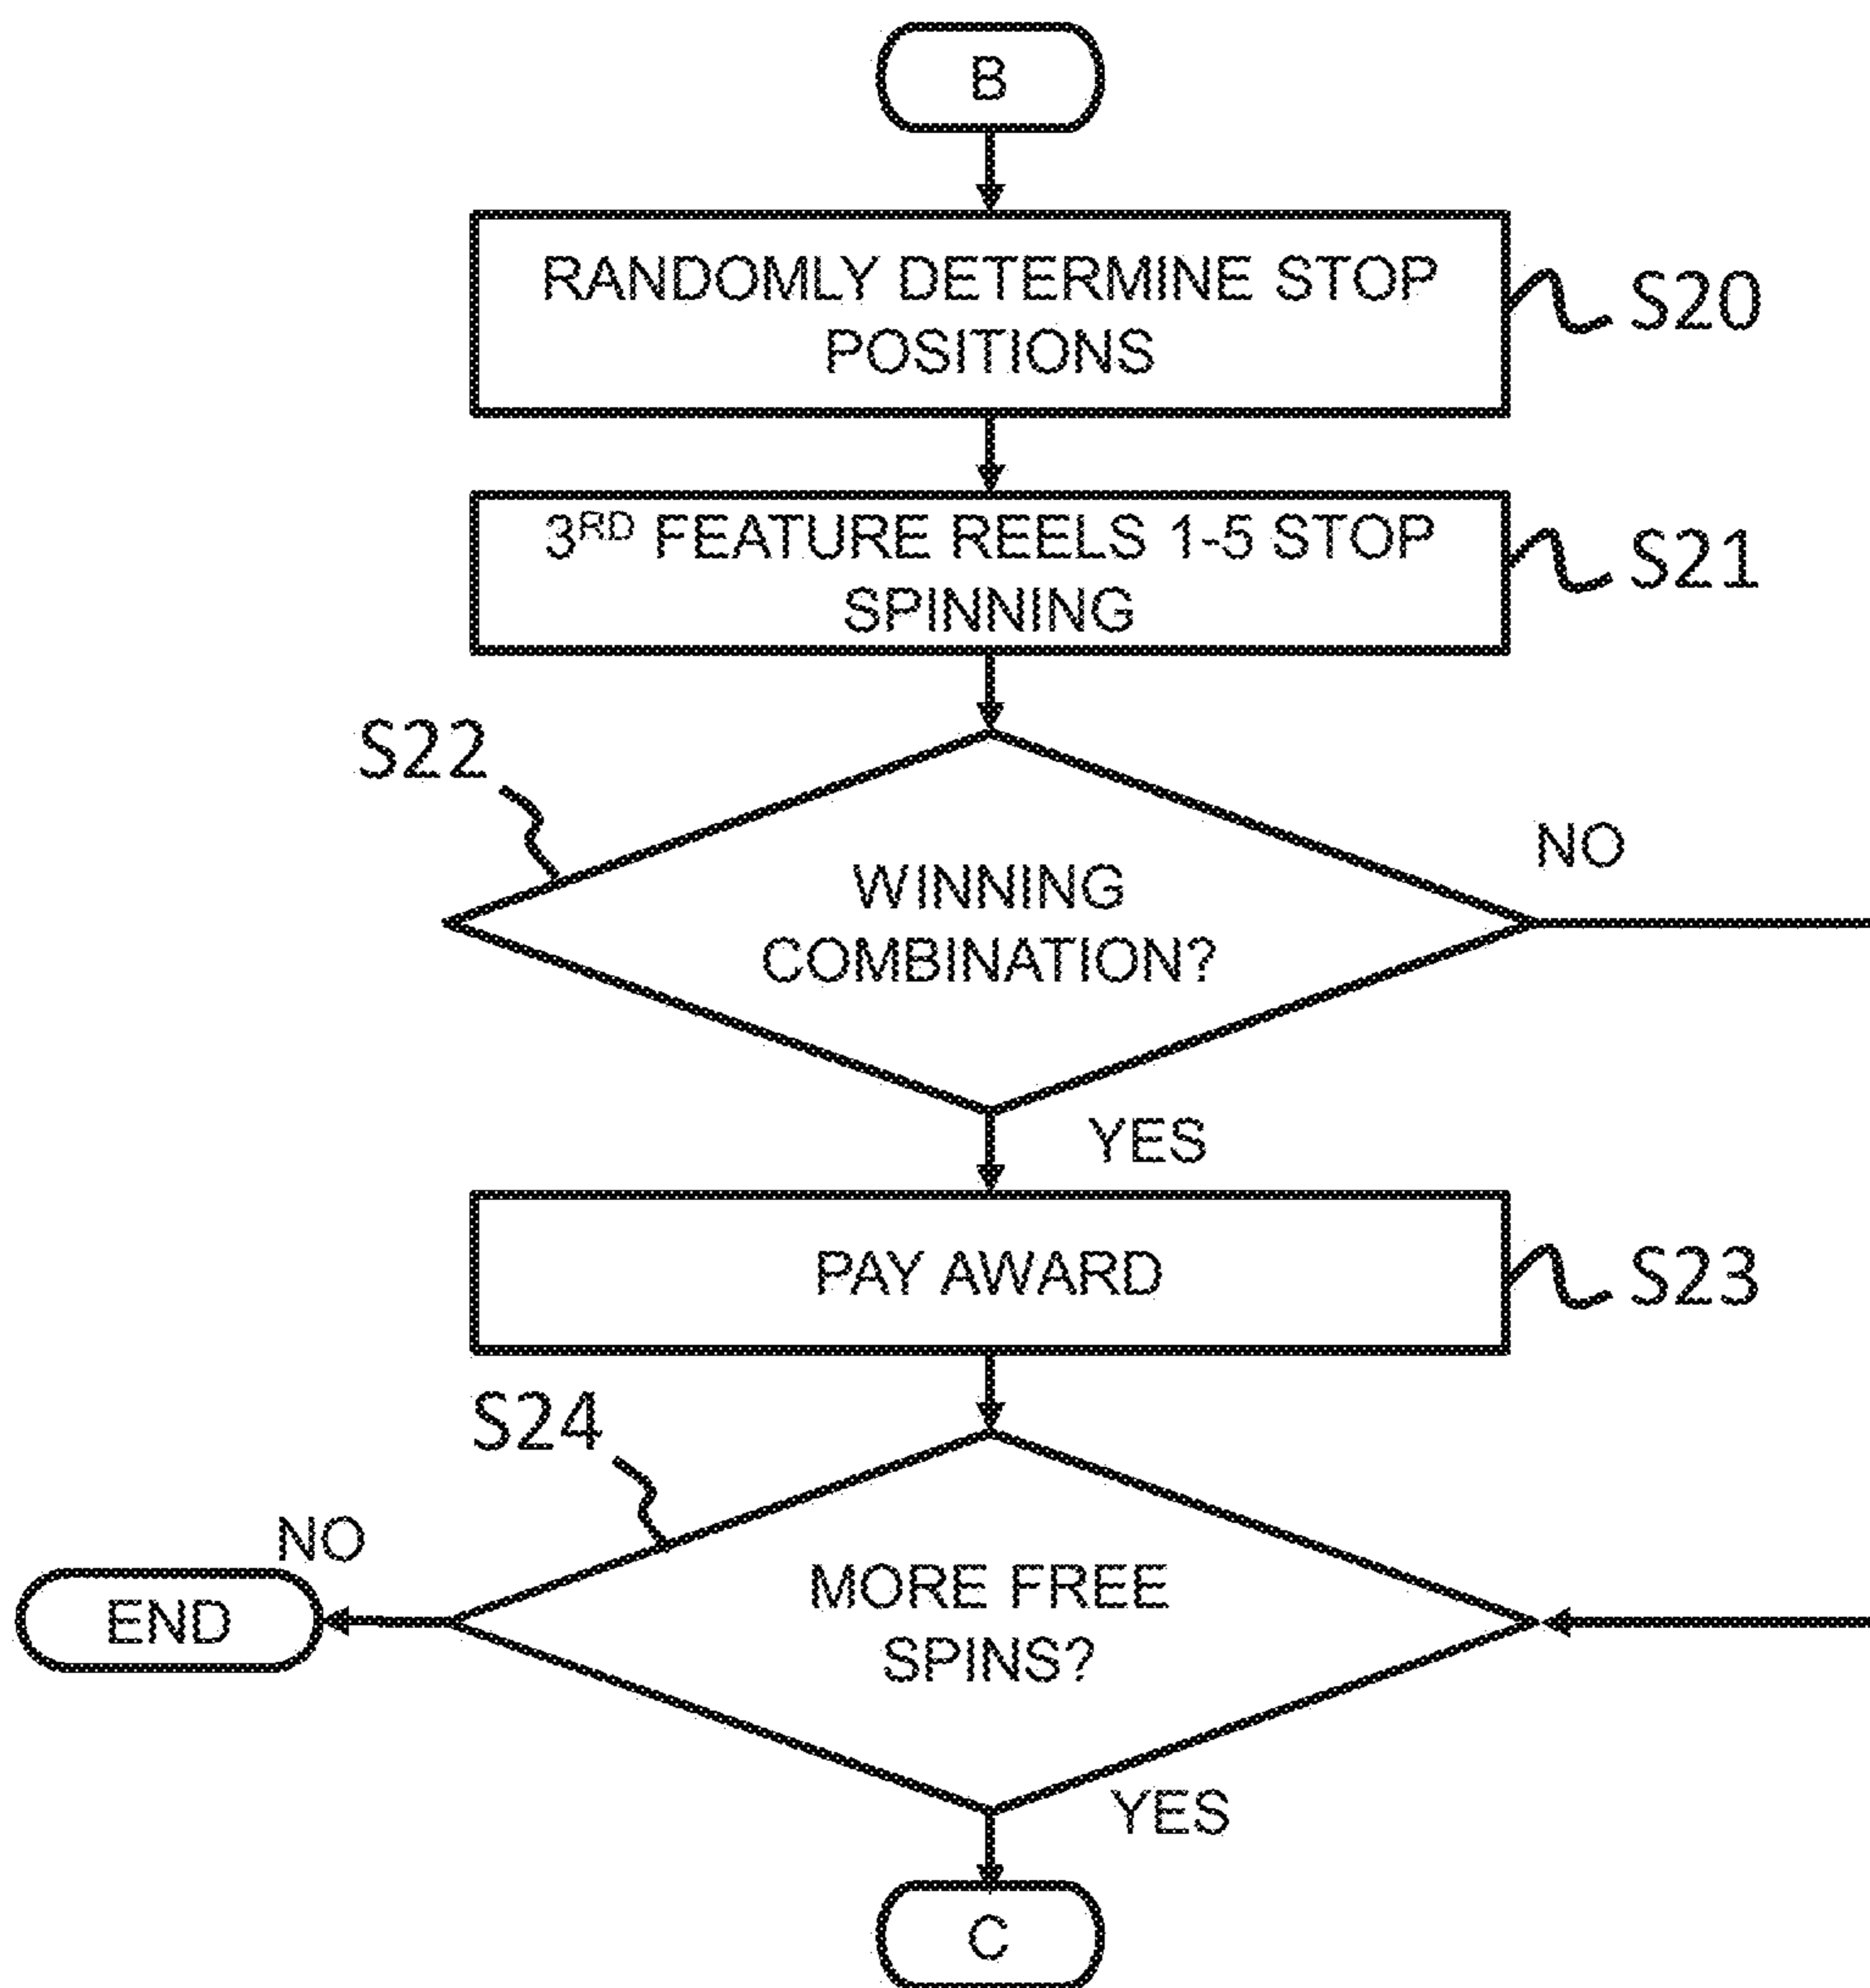 B
RANDOMLY DETERMINE STOP
POSITIONS
S20
3RD FEATURE REELS 1-5 STOP
SPINNING
S21
S22
WINNING
COMBINATION?
NO
YES
PAY AWARD
S23
S24
NO
END
MORE FREE
SPINS?
YES
C